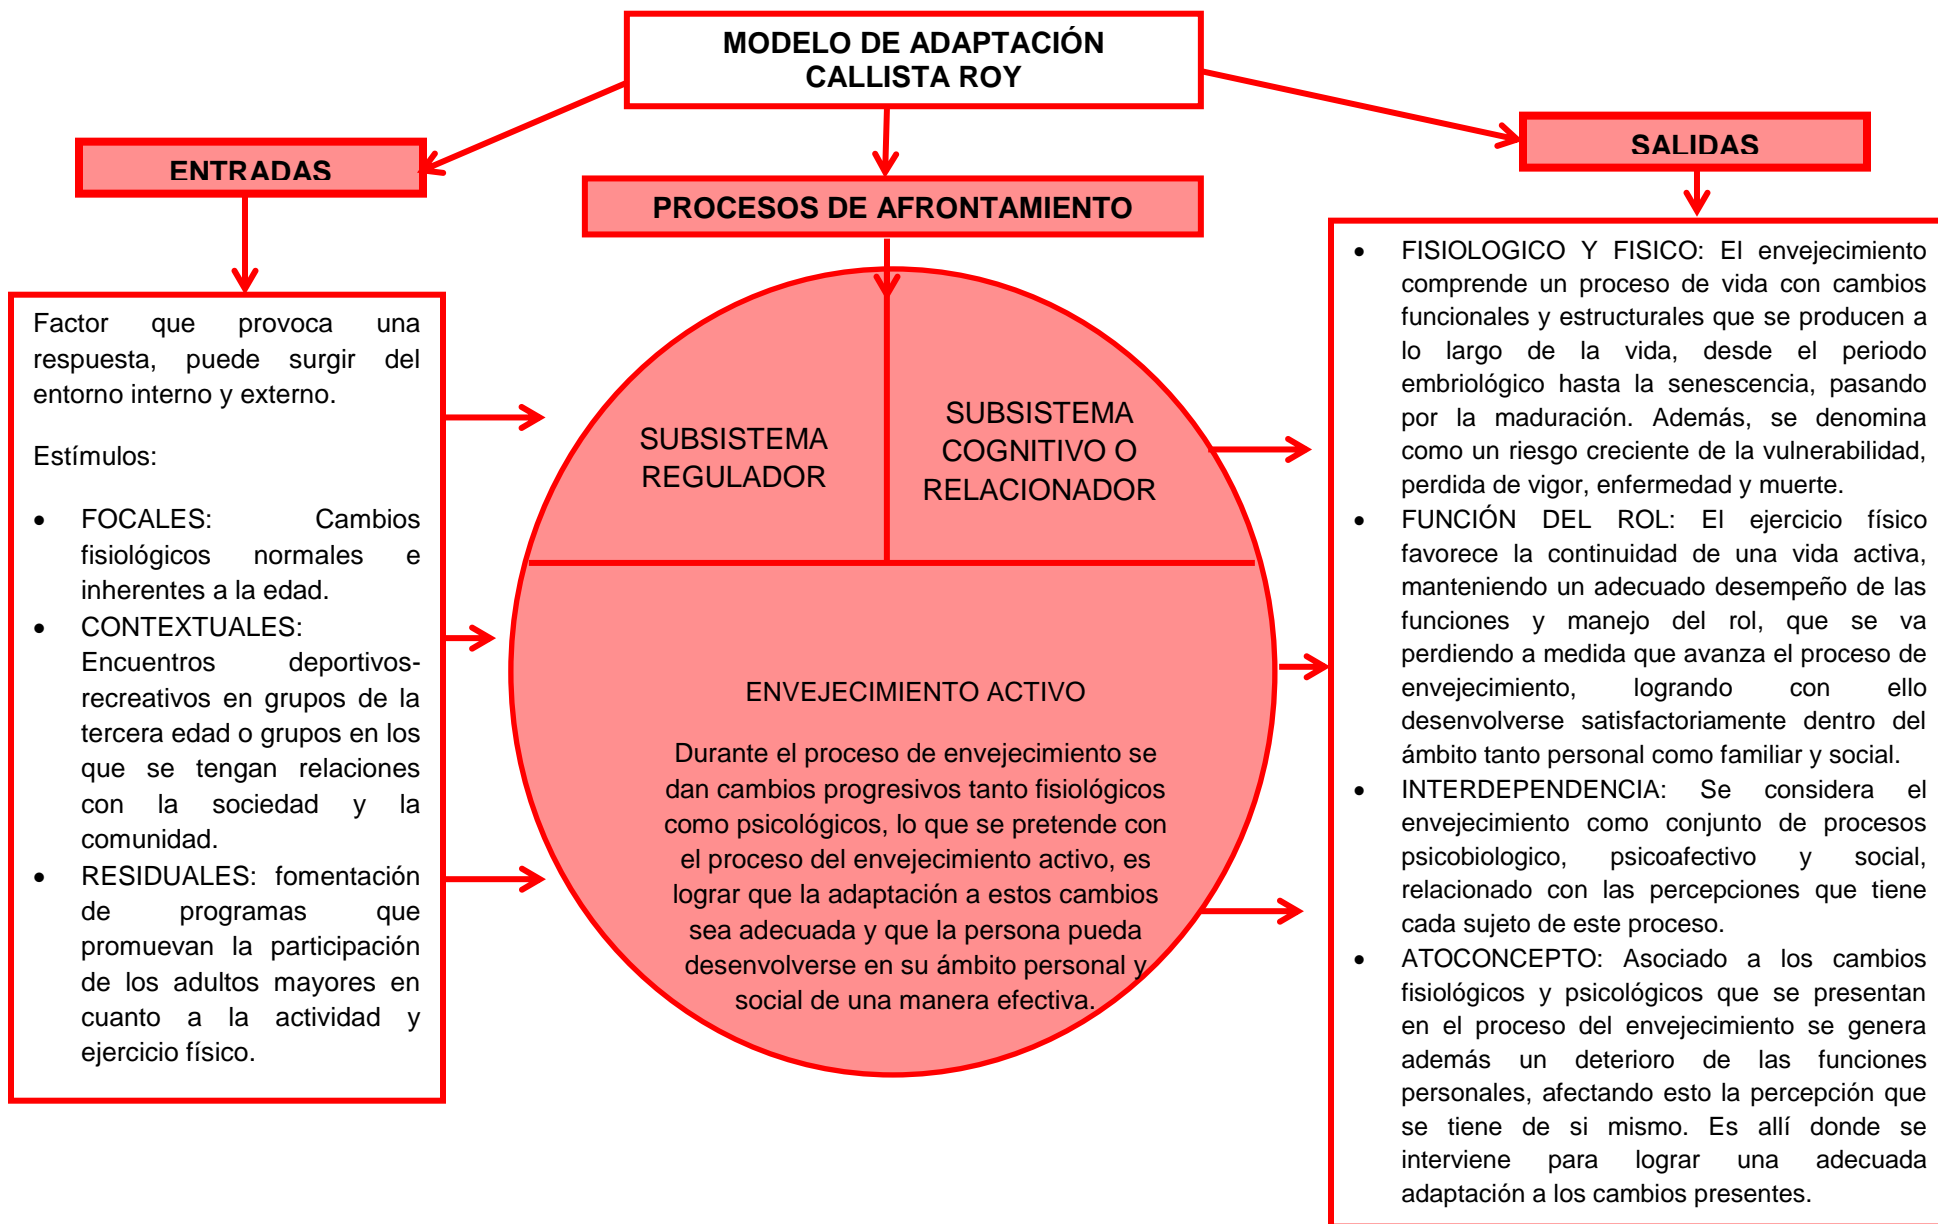 MODELO DE ADAPTACIÓN
CALLISTA ROY
ENTRADAS
Factor que provoca una
respuesta, puede surgir del
entorno interno y externo.
Estímulos:
• FOCALES: Cambios
fisiológicos normales e
inherentes a la edad.
• CONTEXTUALES:
Encuentros deportivos-
recreativos en grupos de la
tercera edad o grupos en los
que se tengan relaciones
con la sociedad y la
comunidad.
• RESIDUALES: fomentación
de programas que
promuevan la participación
de los adultos mayores en
cuanto a la actividad y
ejercicio físico.
PROCESOS DE AFRONTAMIENTO
SUBSISTEMA
REGULADOR
SUBSISTEMA
COGNITIVO O
RELACIONADOR
ENVEJECIMIENTO ACTIVO
Durante el proceso de envejecimiento se
dan cambios progresivos tanto fisiológicos
como psicológicos, lo que se pretende con
el proceso del envejecimiento activo, es
lograr que la adaptación a estos cambios
sea adecuada y que la persona pueda
desenvolverse en su ámbito personal y
social de una manera efectiva.
SALIDAS
• FISIOLOGICO Y FISICO: El envejecimiento
comprende un proceso de vida con cambios
funcionales y estructurales que se producen a
lo largo de la vida, desde el periodo
embriológico hasta la senescencia, pasando
por la maduración. Además, se denomina
como un riesgo creciente de la vulnerabilidad,
perdida de vigor, enfermedad y muerte.
• FUNCIÓN DEL ROL: El ejercicio físico
favorece la continuidad de una vida activa,
manteniendo un adecuado desempeño de las
funciones y manejo del rol, que se va
perdiendo a medida que avanza el proceso de
envejecimiento, logrando con ello
desenvolverse satisfactoriamente dentro del
ámbito tanto personal como familiar y social.
• INTERDEPENDENCIA: Se considera el
envejecimiento como conjunto de procesos
psicobiologico, psicoafectivo y social,
relacionado con las percepciones que tiene
cada sujeto de este proceso.
• ATOCONCEPTO: Asociado a los cambios
fisiológicos y psicológicos que se presentan
en el proceso del envejecimiento se genera
además un deterioro de las funciones
personales, afectando esto la percepción que
se tiene de si mismo. Es allí donde se
interviene para lograr una adecuada
adaptación a los cambios presentes.